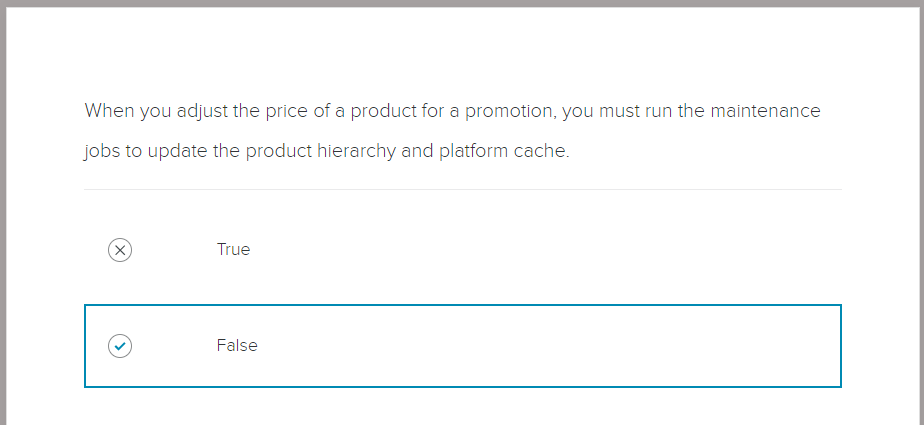 When you adjust the price of a product for a promotion, you must run the maintenance
jobs to update the product hierarchy and platform cache.
True
False